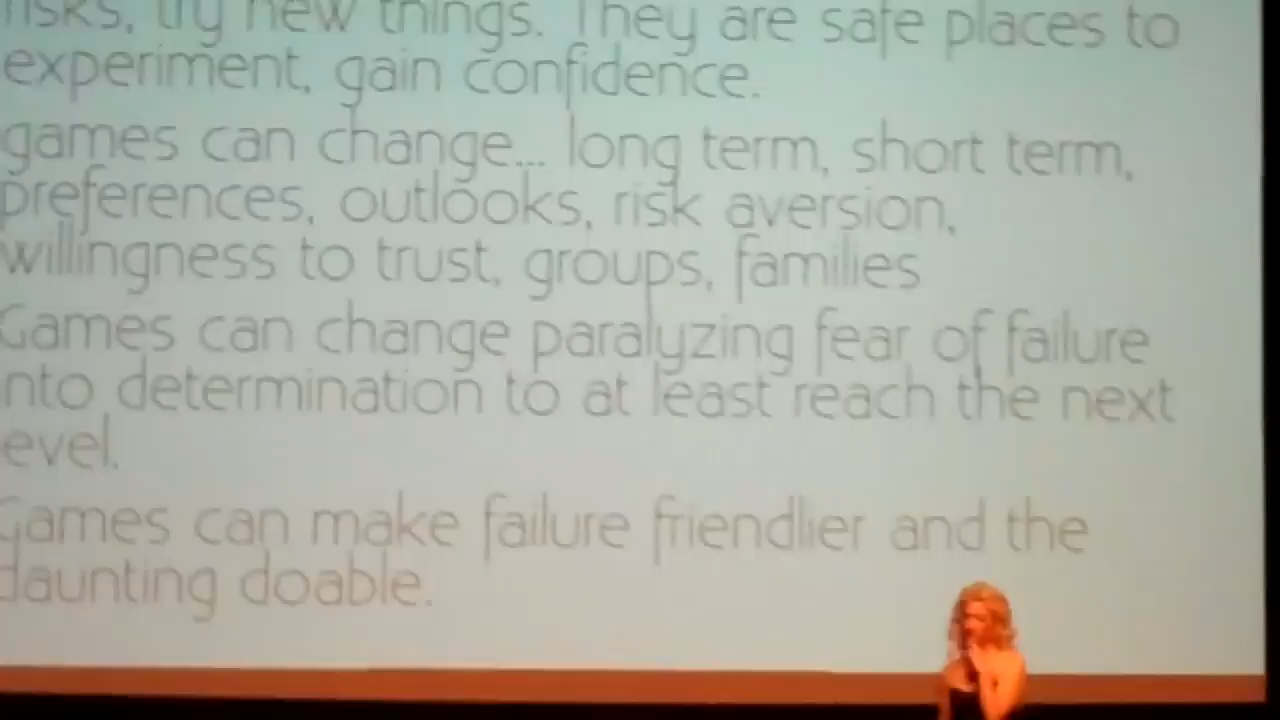 risks, try new things. They are safe places to
experiment, gain confidence.
games can change... long term, short term,
preferences, outlooks, risk aversion,
willingness to trust, groups, families
Games can change paralyzing fear of failure
nto determination to at least reach the next
evel.
Games can make failure friendlier and the
daunting doable.